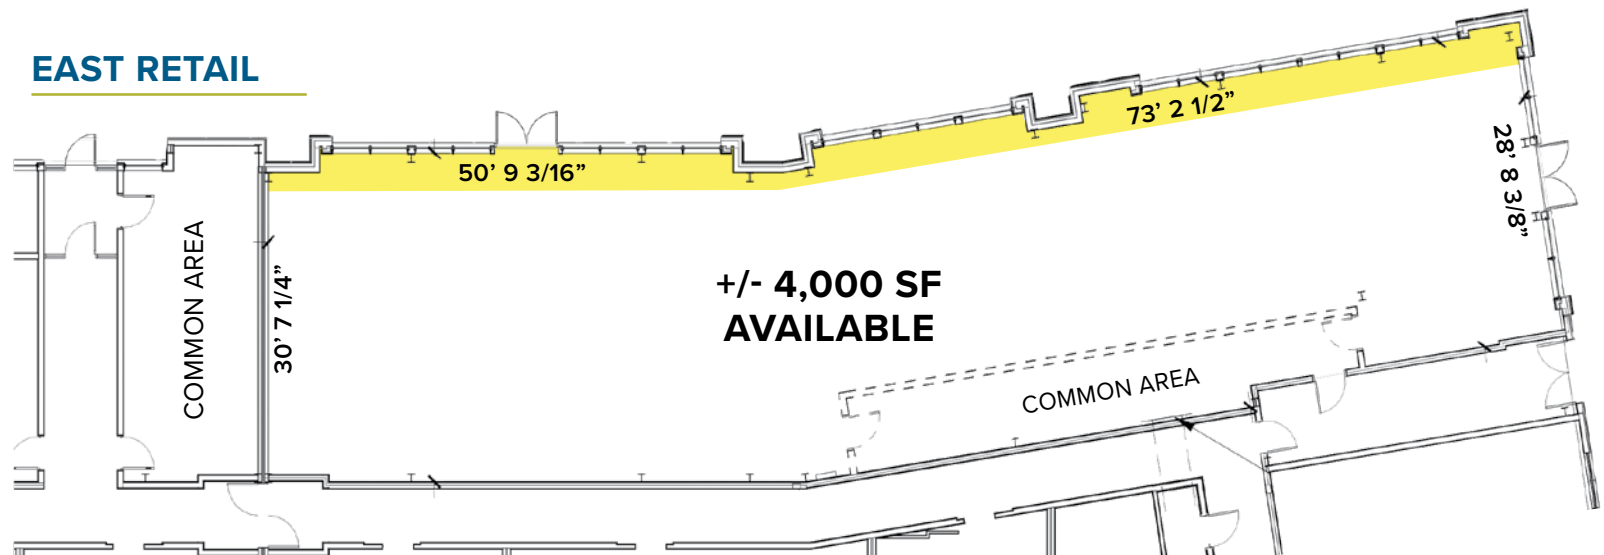 EAST RETAIL
50’ 9 3/16”
73’ 2 1/2”
28’ 8 3/8”
COMMON AREA
30’ 7 1/4”
+/- 4,000 SF
AVAILABLE
COMMON AREA